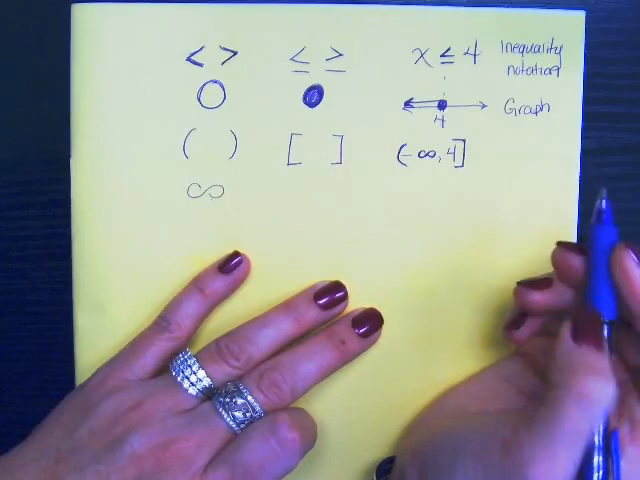 < > ≤ ≥ x ≤ 4 Inequality notation
4 Graph
( ) [ ] (-∞, 4]
∞